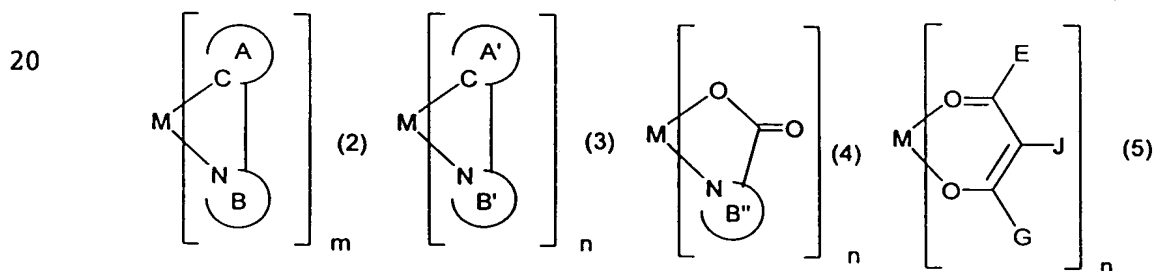 20
A A' E
C C O O
M (2) M (3) M O (4) M J (5)
N N N O
B B' B'' G
m n n n